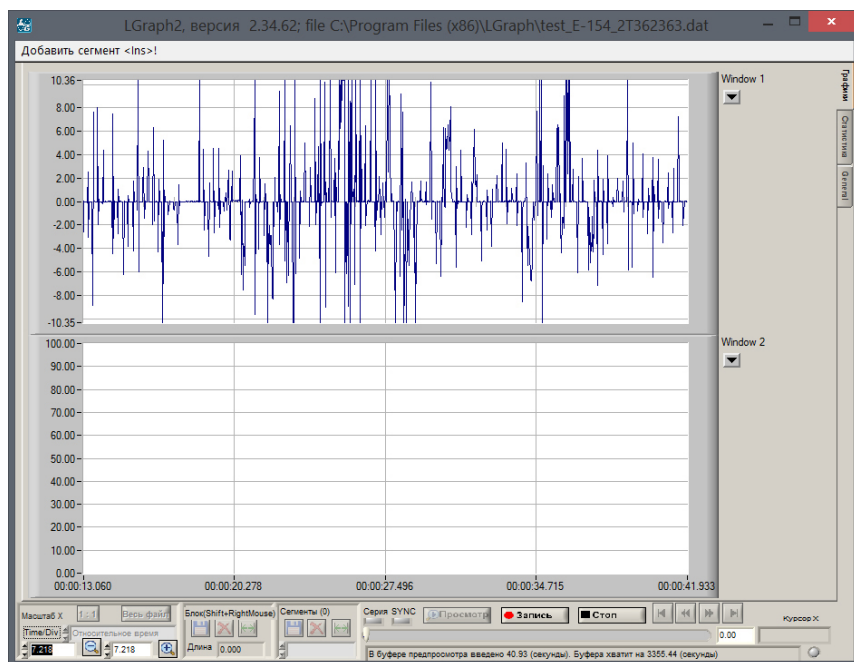 LGraph2, версия 2.34.62; file C:\Program Files (x86)\LGraph\test_E-154_2T362363.dat
Добавить сегмент <Ins>!
10.36
8.00
6.00
4.00
2.00
0.00
-2.00
-4.00
-6.00
-8.00
-10.35
Window 1
Графики
Статистика
General
100.00
90.00
80.00
70.00
60.00
50.00
40.00
30.00
20.00
10.00
0.00
Window 2
00:00:13.060 00:00:20.278 00:00:27.496 00:00:34.715 00:00:41.933
Масштаб X 1:1 Весь файл
Time/Div Относительное время
7.218 7.218
Блок(Shift+RightMouse)
Длина 0.000
Сегменты (0)
Серия SYNC Просмотр Запись Стоп
Курсор X
0.00
В буфере предпросмотра введено 40.93 (секунды). Буфера хватит на 3355.44 (секунды)